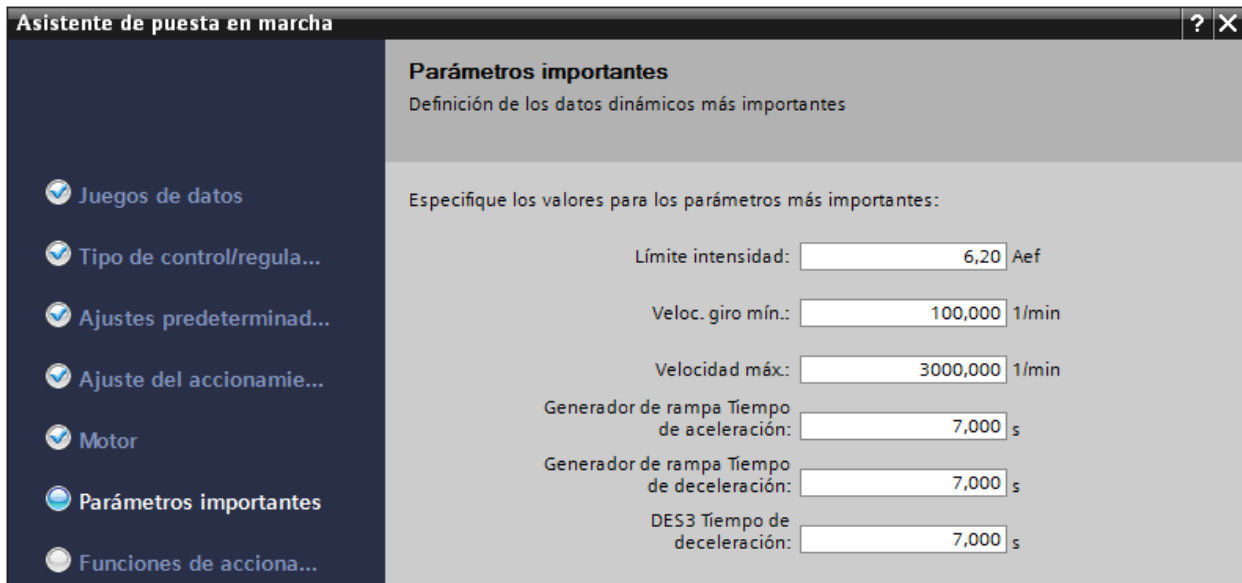 Asistente de puesta en marcha
? X
Parámetros importantes
Definición de los datos dinámicos más importantes
Juegos de datos
Tipo de control/regula...
Ajustes predeterminad...
Ajuste del accionamie...
Motor
Parámetros importantes
Funciones de acciona...
Especifique los valores para los parámetros más importantes:
Límite intensidad: 6,20 Aef
Veloc. giro mín.: 100,000 1/min
Velocidad máx.: 3000,000 1/min
Generador de rampa Tiempo
de aceleración: 7,000 s
Generador de rampa Tiempo
de deceleración: 7,000 s
DES3 Tiempo de
deceleración: 7,000 s